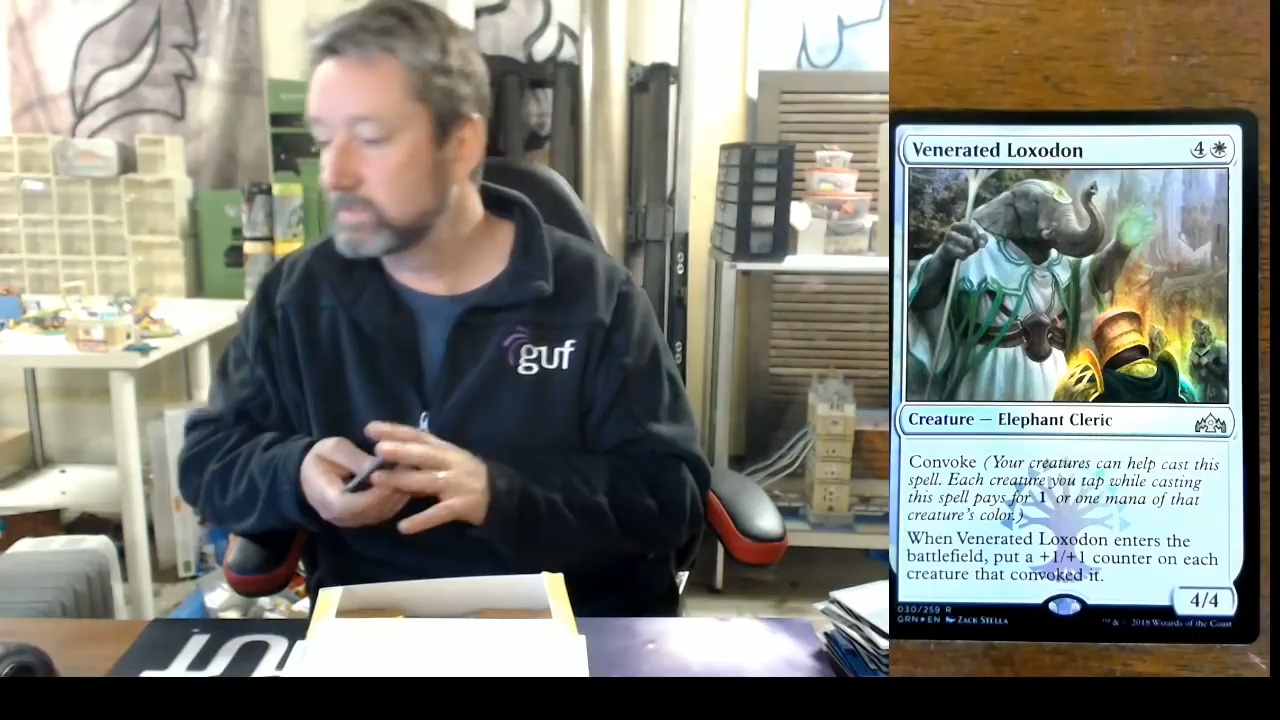 guf
Venerated Loxodon 4
Creature — Elephant Cleric
Convoke (Your creatures can help cast this
spell. Each creature you tap while casting
this spell pays for 1 or one mana of that
creature's color.)
When Venerated Loxodon enters the
battlefield, put a +1/+1 counter on each
creature that convoked it.
4/4
030/259 R
GRN EN Zack Stella
™ & 2018 Wizards of the Coast